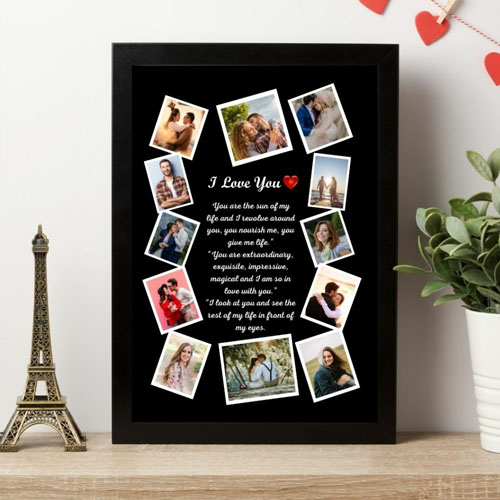 I Love You
You are the sun of my
life and I revolve around
you, you nourish me, you
give me life."
"You are extraordinary,
exquisite, impressive,
magical and I am so in
love with you."
"I look at you and see the
rest of my life in front of
my eyes.